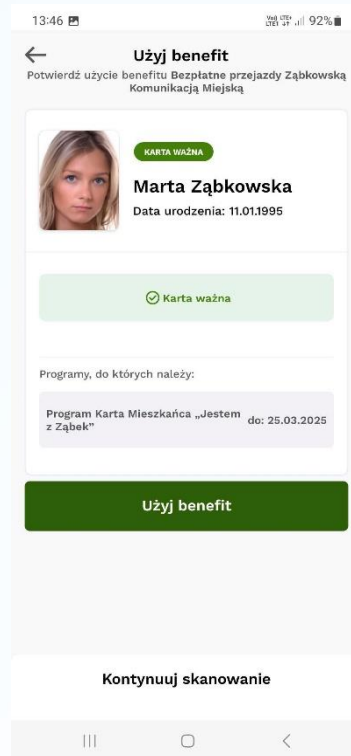 13:46 92%
Użyj benefit
Potwierdź użycie benefitu Bezpłatne przejazdy Ząbkowską
Komunikacją Miejską
KARTA WAŻNA
Marta Ząbkowska
Data urodzenia: 11.01.1995
Karta ważna
Programy, do których należy:
Program Karta Mieszkańca „Jestem
z Ząbek” do: 25.03.2025
Użyj benefit
Kontynuuj skanowanie